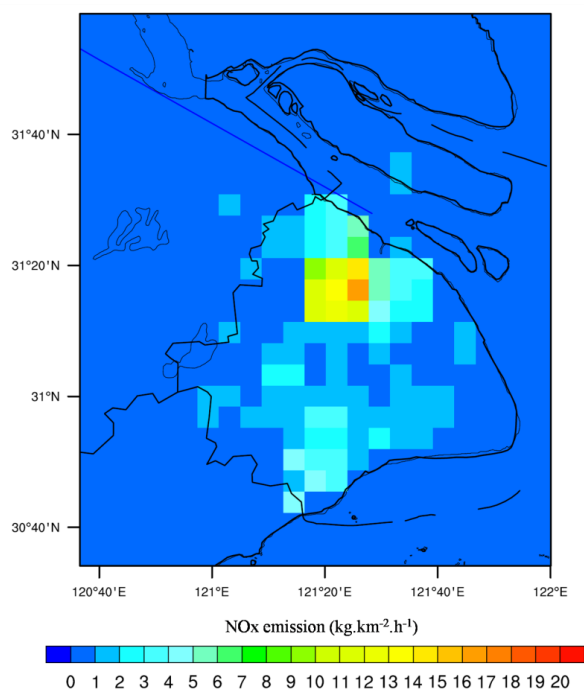 31°40'N
31°20'N
31°N
30°40'N
120°40'E 121°E 121°20'E 121°40'E 122°E
NOx emission (kg.km⁻².h⁻¹)
0 1 2 3 4 5 6 7 8 9 10 11 12 13 14 15 16 17 18 19 20